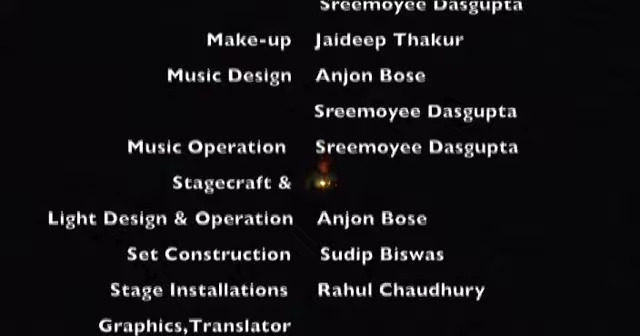 Sreemoyee Dasgupta
Make-up Jaideep Thakur
Music Design Anjon Bose
Sreemoyee Dasgupta
Music Operation Sreemoyee Dasgupta
Stagecraft &
Light Design & Operation Anjon Bose
Set Construction Sudip Biswas
Stage Installations Rahul Chaudhury
Graphics,Translator